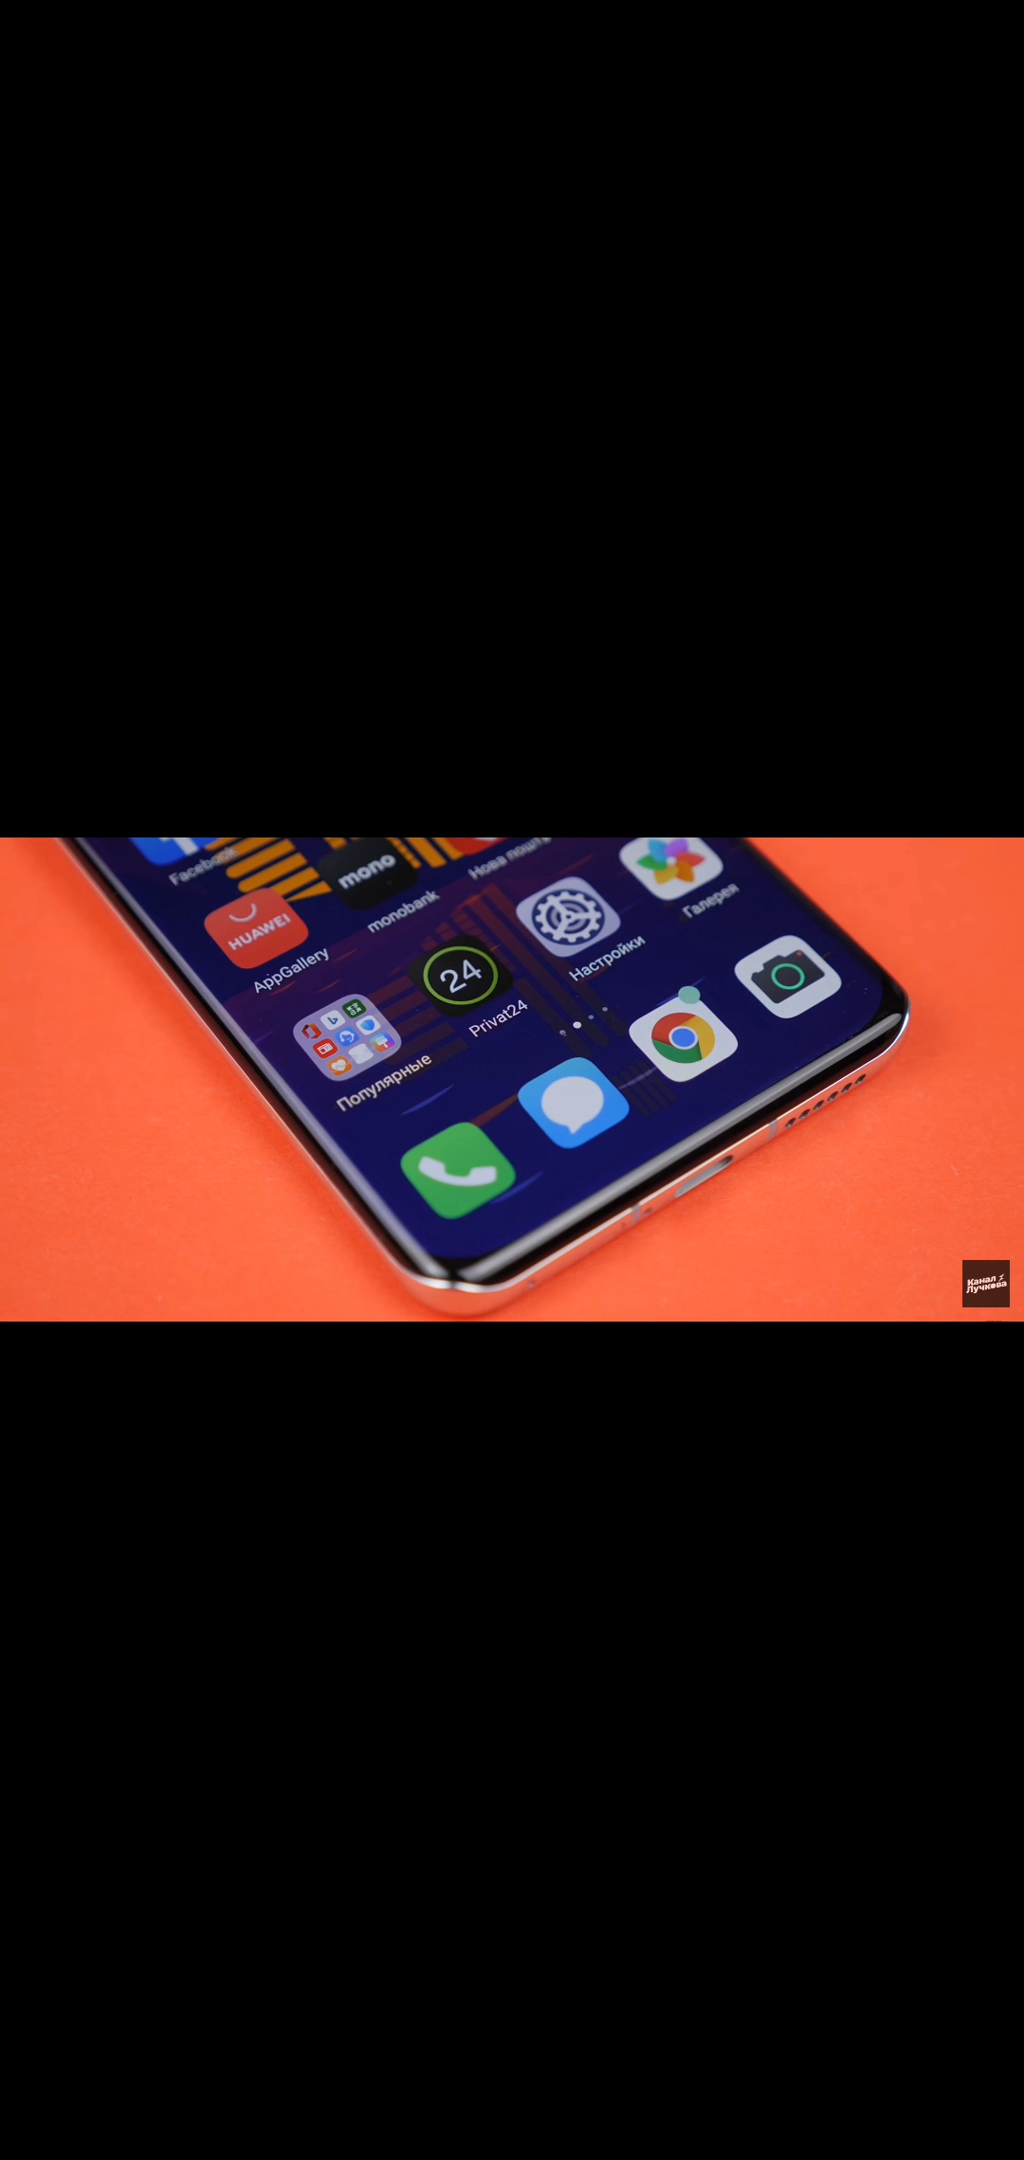 Facebook
mono
Нова пошта
HUAWEI
monobank
Галерея
AppGallery
24
Настройки
Privat24
Популярные
Канал
Лучкова